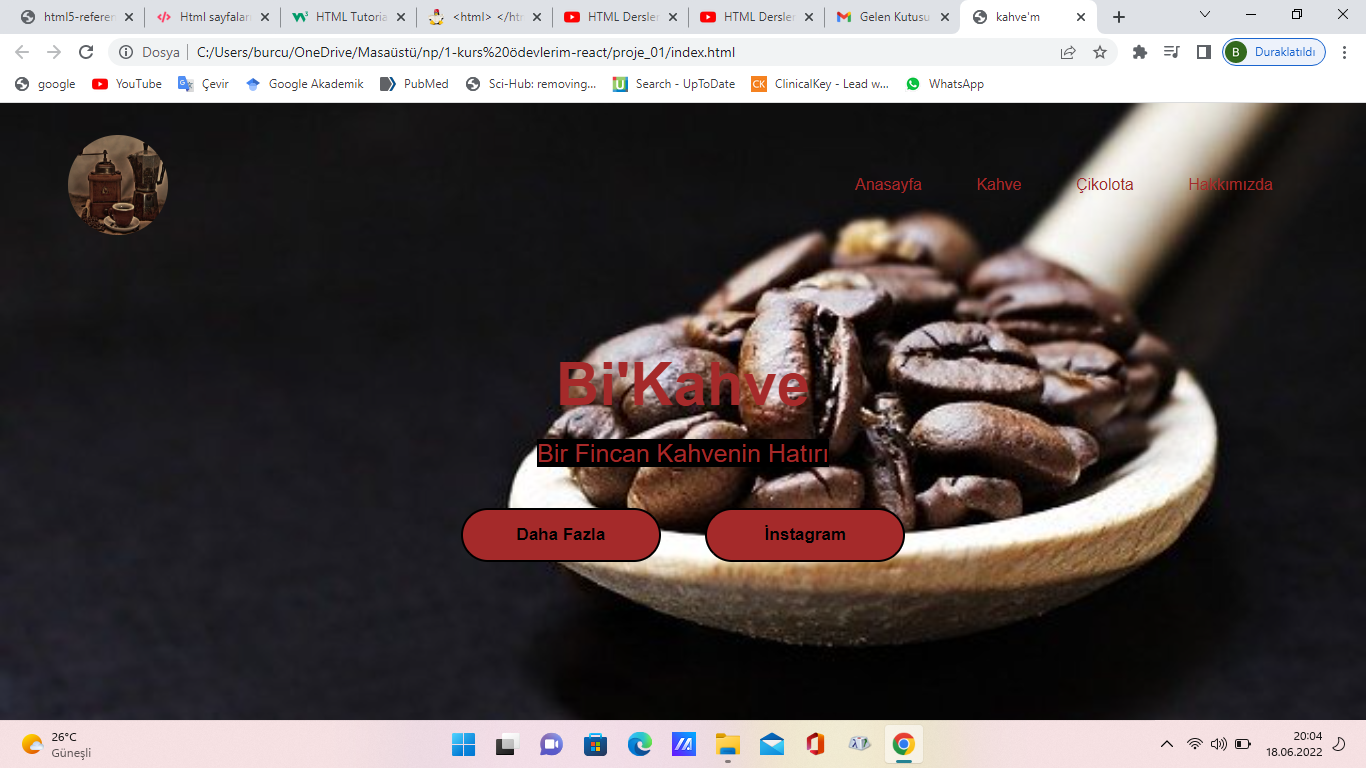 html5-referen
Html sayfaları
HTML Tutoria
<html> </htm
HTML Dersler
HTML Dersler
Gelen Kutusu
kahve'm
Dosya
C:/Users/burcu/OneDrive/Masaüstü/np/1-kurs%20ödevlerim-react/proje_01/index.html
B
Duraklatıldı
google
YouTube
Çevir
Google Akademik
PubMed
Sci-Hub: removing...
Search - UpToDate
CK
ClinicalKey - Lead w...
WhatsApp
Anasayfa
Kahve
Çikolota
Hakkımızda
Bi'Kahve
Bir Fincan Kahvenin Hatırı
Daha Fazla
İnstagram
26°C
Güneşli
20:04
18.06.2022